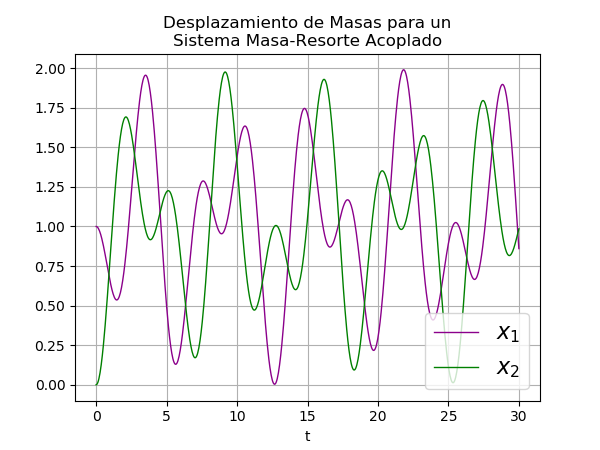 Desplazamiento de Masas para un
Sistema Masa-Resorte Acoplado
2.00
1.75
1.50
1.25
1.00
0.75
0.50
0.25
0.00
x₁
x₂
0 5 10 15 20 25 30
t